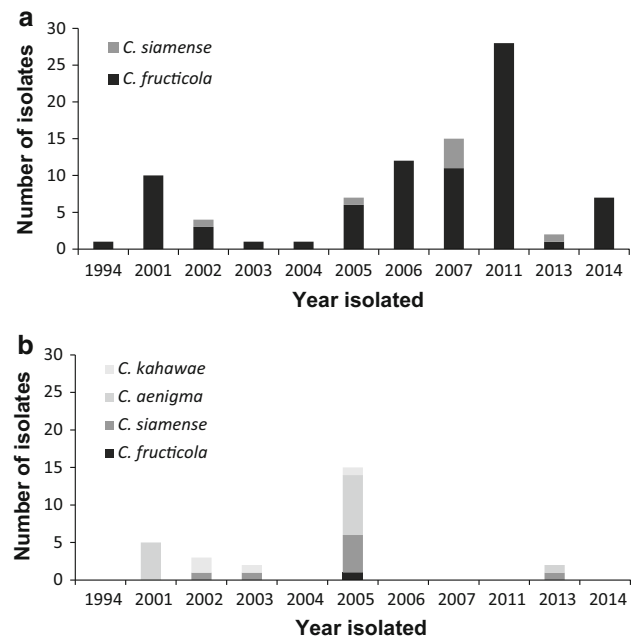 a
30
25
20
15
10
5
0
Number of isolates
C. siamense
C. fructicola
1994 2001 2002 2003 2004 2005 2006 2007 2011 2013 2014
Year isolated
b
30
25
20
15
10
5
0
Number of isolates
C. kahawae
C. aenigma
C. siamense
C. fructicola
1994 2001 2002 2003 2004 2005 2006 2007 2011 2013 2014
Year isolated